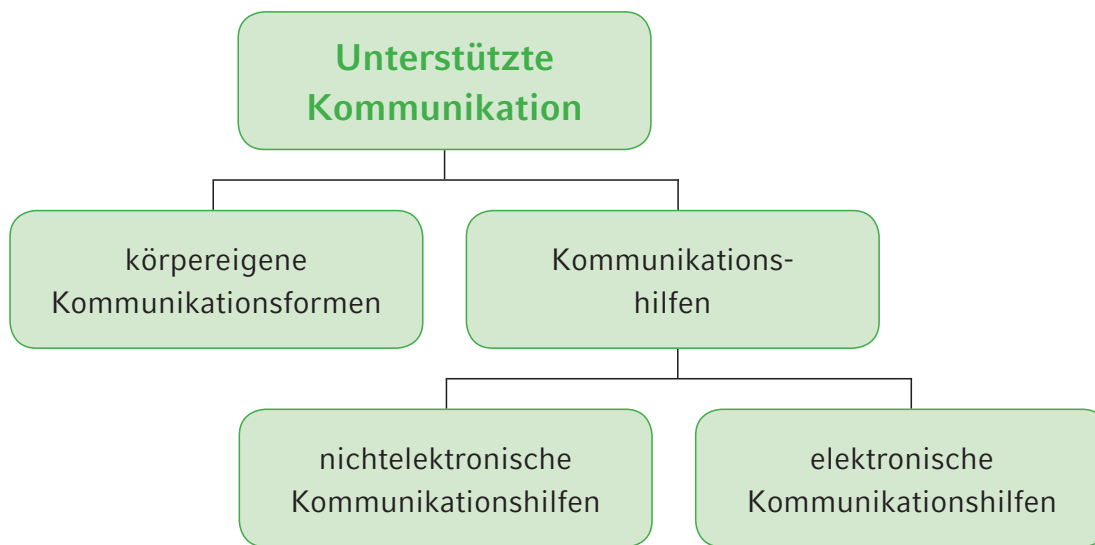 Unterstützte
Kommunikation
körpereigene
Kommunikationsformen
Kommunikations-
hilfen
nichtelektronische
Kommunikationshilfen
elektronische
Kommunikationshilfen